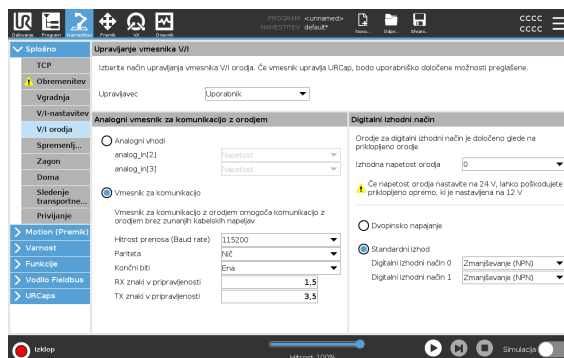 PROGRAM <unnamed>
NAMESTITEV default*
CCCC
CCCC
Delovanje
Program
Namestitev
Premik
V/I
Dnevnik
Novo...
Odpri...
Shrani...
Splošno
TCP
Obremenitev
Vgradnja
V/I-nastavitev
V/I orodja
Spremenlj...
Zagon
Doma
Sledenje
transportne...
Privijanje
Motion (Premik)
Varnost
Funkcije
Vodilo Fieldbus
URCaps
Upravljanje vmesnika V/I
Izberite način upravljanja vmesnika V/I orodja. Če vmesnik upravlja URCap, bodo uporabniško določene možnosti preglašene.
Upravljavec
Uporabnik
Analogni vmesnik za komunikacijo z orodjem
Analogni vhodi
analog_in[2]
Napetost
analog_in[3]
Napetost
Vmesnik za komunikacijo
Vmesnik za komunikacijo z orodjem omogoča komunikacijo z
orodjem brez zunanjih kabelskih napeljav
Hitrost prenosa (Baud rate)
115200
Pariteta
Nič
Končni biti
Ena
RX znaki v pripravljenosti
1,5
TX znaki v pripravljenosti
3,5
Digitalni izhodni način
Orodje za digitalni izhodni način je določeno glede na
priklopljeno orodje
Izhodna napetost orodja
0
Če napetost orodja nastavite na 24 V, lahko poškodujete
priklopljeno opremo, ki je nastavljena na 12 V
Dvopinsko napajanje
Standardni izhod
Digitalni izhodni način 0
Zmanjševanje (NPN)
Digitalni izhodni način 1
Zmanjševanje (NPN)
Izklop
Hitrost 100%
Simulacija